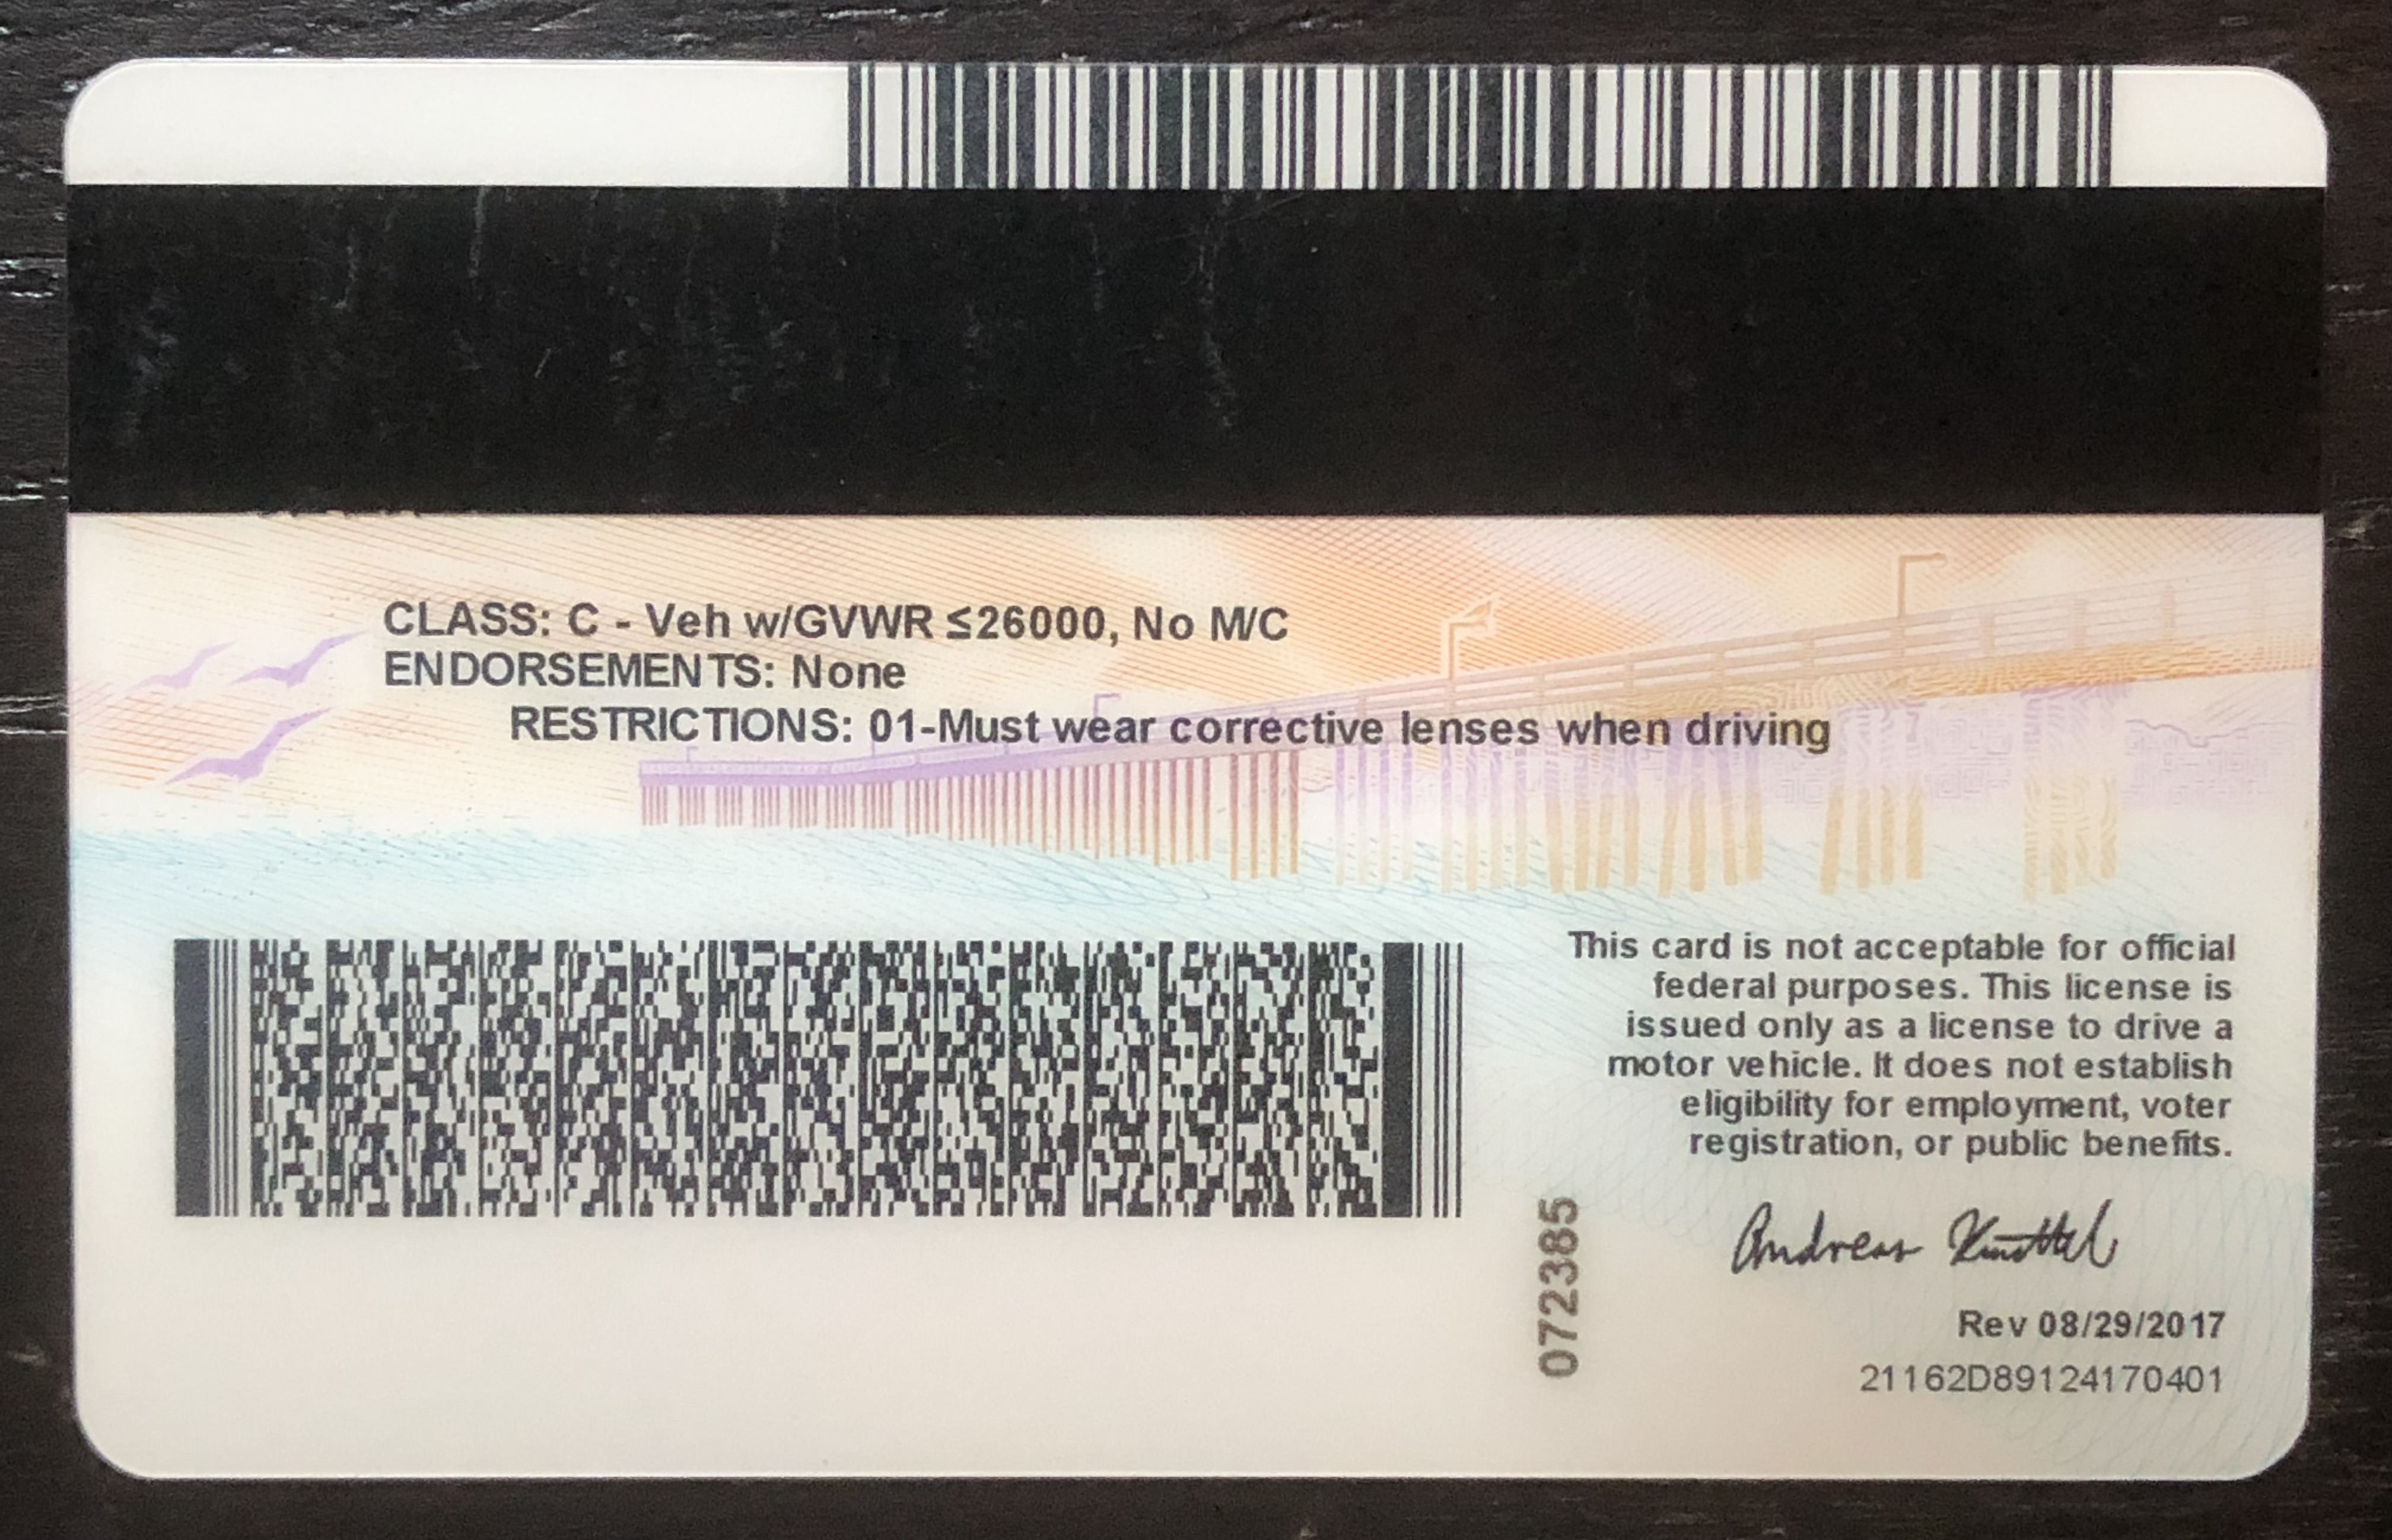 CLASS: C - Veh w/GVWR ≤26000, No M/C
ENDORSEMENTS: None
RESTRICTIONS: 01-Must wear corrective lenses when driving
This card is not acceptable for official
federal purposes. This license is
issued only as a license to drive a
motor vehicle. It does not establish
eligibility for employment, voter
registration, or public benefits.
072385
Andreas Knüttel
Rev 08/29/2017
21162D89124170401